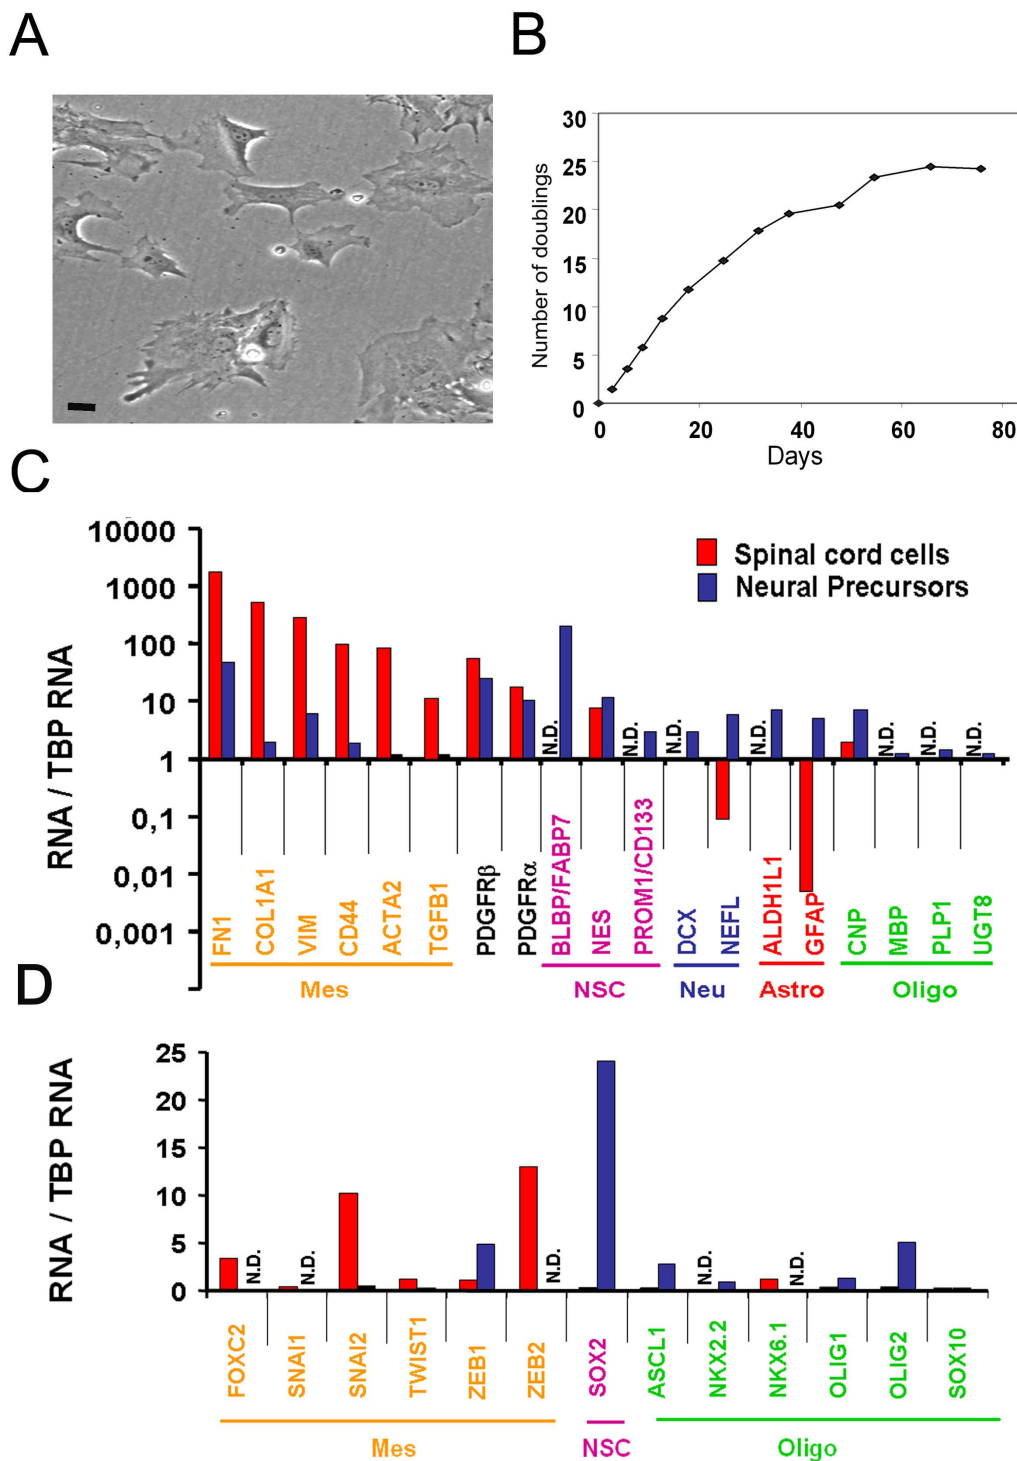 A
B
30
25
20
15
10
5
0
Number of doublings
0 20 40 60 80
Days
C
10000
1000
100
10
1
0,1
0,01
0,001
RNA / TBP RNA
Spinal cord cells
Neural Precursors
N.D. N.D. N.D. N.D. N.D. N.D. N.D.
FN1 COL1A1 VIM CD44 ACTA2 TGFB1 PDGFRβ PDGFRα BLBP/FABP7 NES PROM1/CD133 DCX NEFL ALDH1L1 GFAP CNP MBP PLP1 UGT8
Mes NSC Neu Astro Oligo
D
25
20
15
10
5
0
RNA / TBP RNA
N.D. N.D. N.D. N.D. N.D.
FOXC2 SNAI1 SNAI2 TWIST1 ZEB1 ZEB2 SOX2 ASCL1 NKX2.2 NKX6.1 OLIG1 OLIG2 SOX10
Mes NSC Oligo